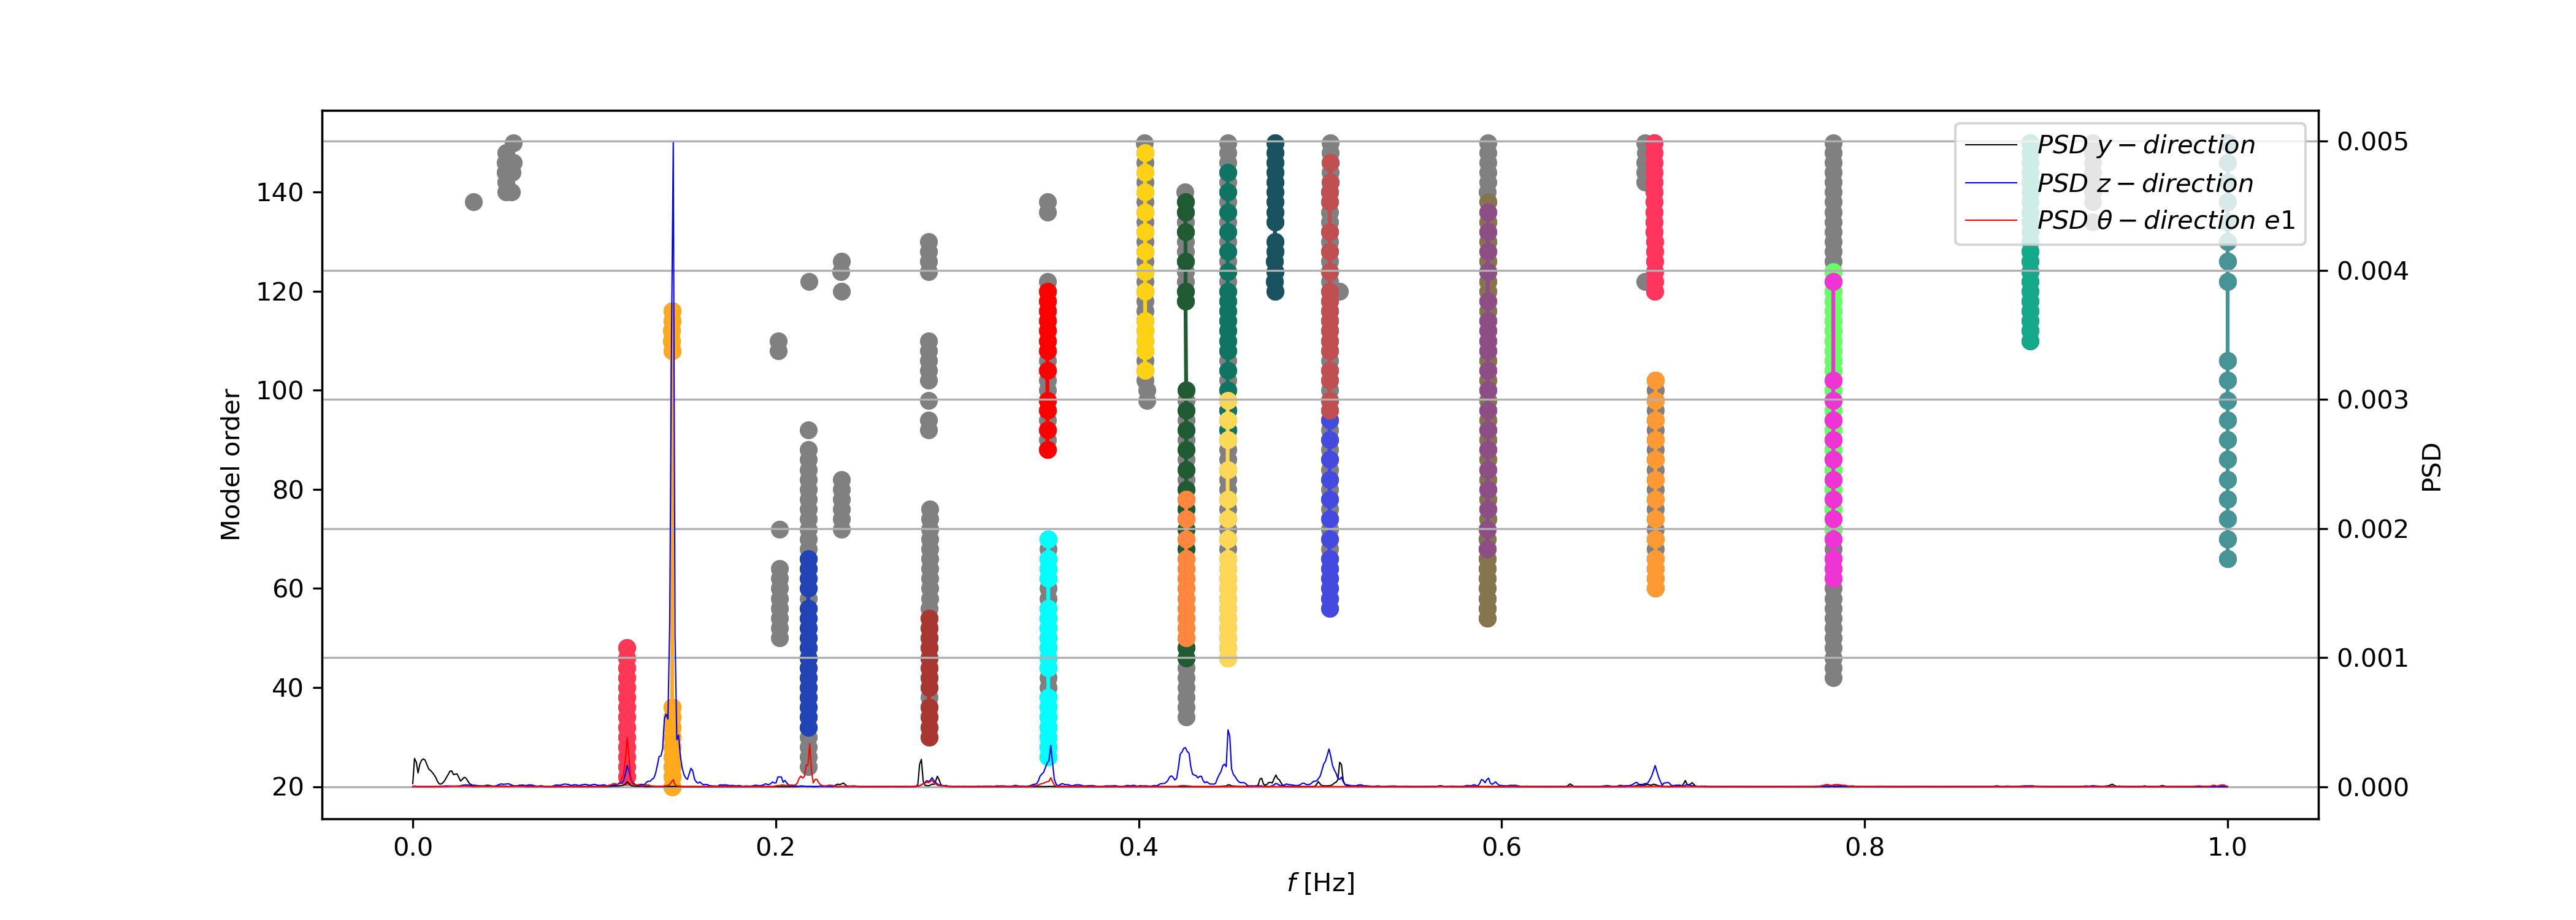 PSD y − direction
PSD z − direction
PSD θ − direction e1
140
120
100
80
60
40
20
Model order
0.005
0.004
0.003
0.002
0.001
0.000
PSD
0.0 0.2 0.4 0.6 0.8 1.0
f [Hz]